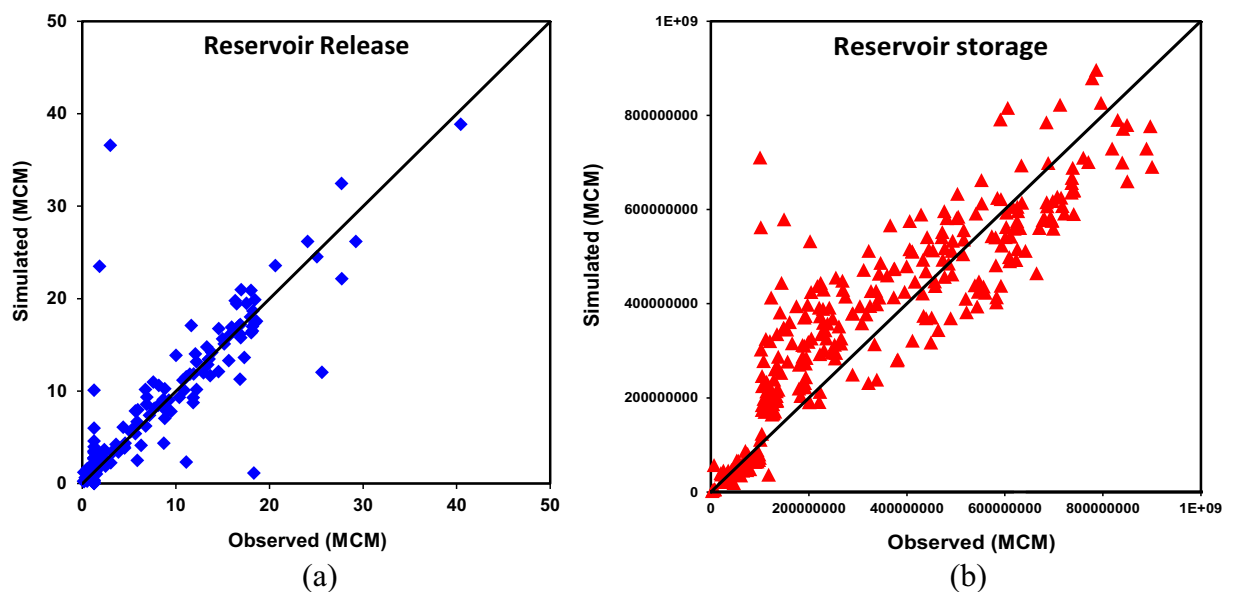 Reservoir Release
50
40
30
20
10
0
0 10 20 30 40 50
Simulated (MCM)
Observed (MCM)
(a)
Reservoir storage
1E+09
800000000
600000000
400000000
200000000
0
0 200000000 400000000 600000000 800000000 1E+09
Simulated (MCM)
Observed (MCM)
(b)